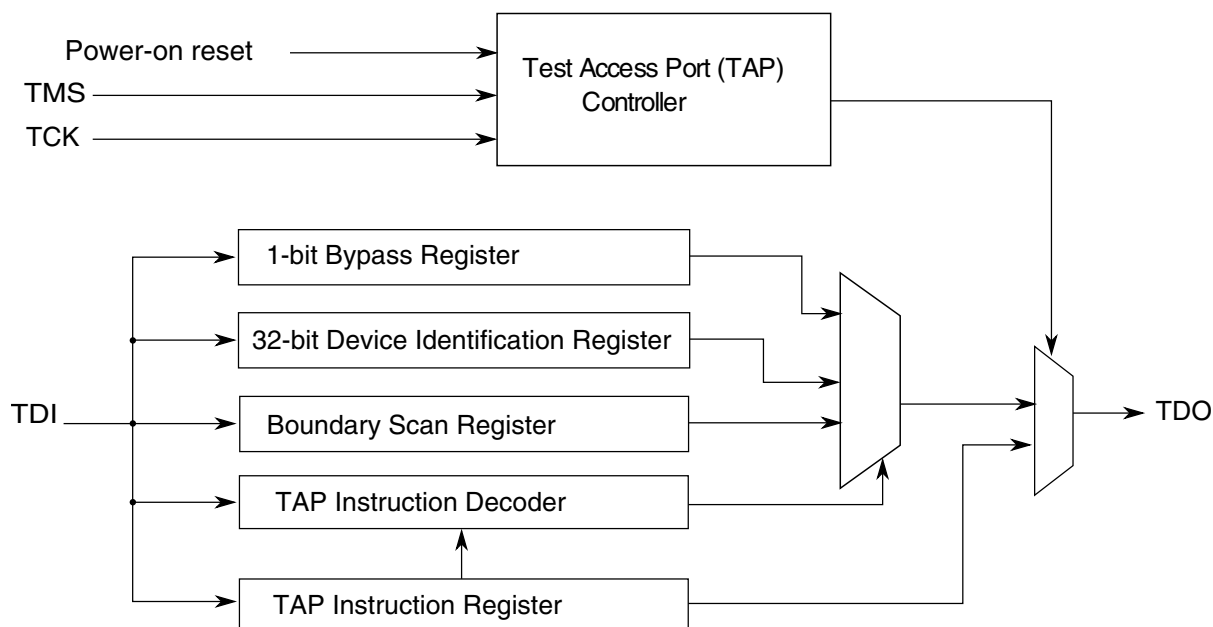 Power-on reset
TMS
TCK
Test Access Port (TAP)
Controller
1-bit Bypass Register
32-bit Device Identification Register
TDI
Boundary Scan Register
TDO
TAP Instruction Decoder
TAP Instruction Register